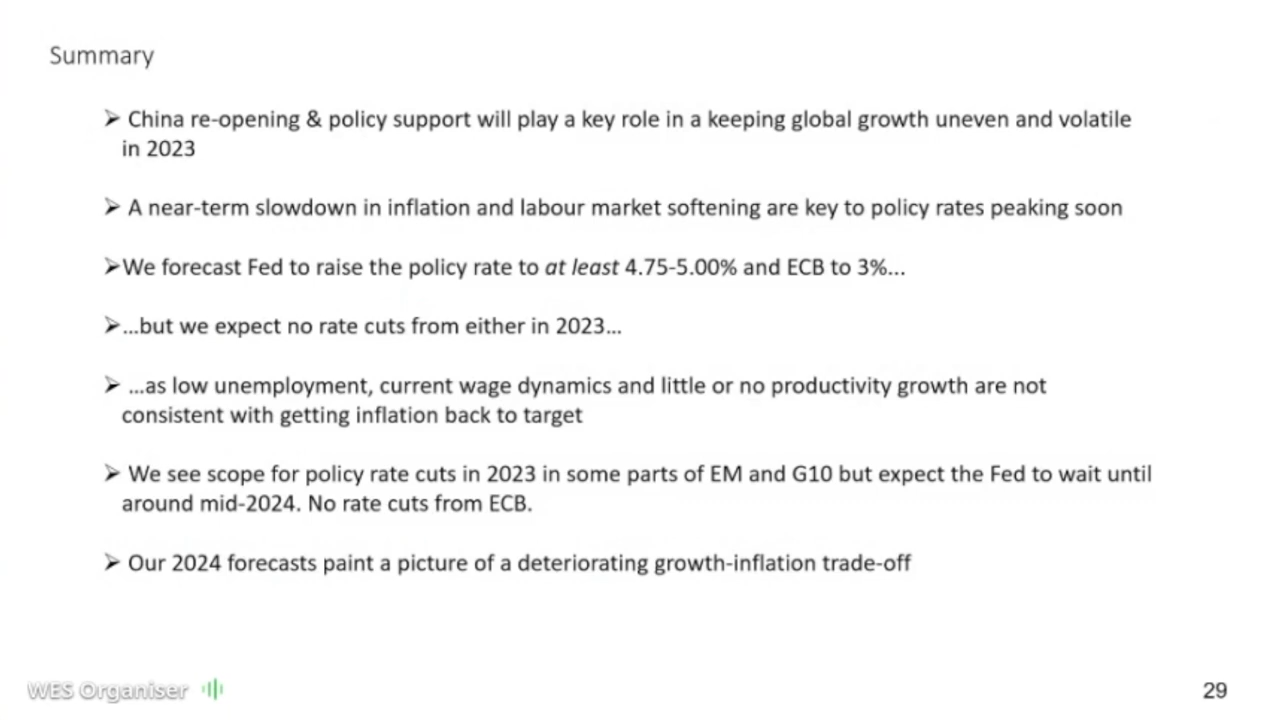 Summary
➢ China re-opening & policy support will play a key role in a keeping global growth uneven and volatile
in 2023
➢ A near-term slowdown in inflation and labour market softening are key to policy rates peaking soon
➢We forecast Fed to raise the policy rate to at least 4.75-5.00% and ECB to 3%...
➢...but we expect no rate cuts from either in 2023...
➢ ...as low unemployment, current wage dynamics and little or no productivity growth are not
consistent with getting inflation back to target
➢ We see scope for policy rate cuts in 2023 in some parts of EM and G10 but expect the Fed to wait until
around mid-2024. No rate cuts from ECB.
➢ Our 2024 forecasts paint a picture of a deteriorating growth-inflation trade-off
WES Organiser
29